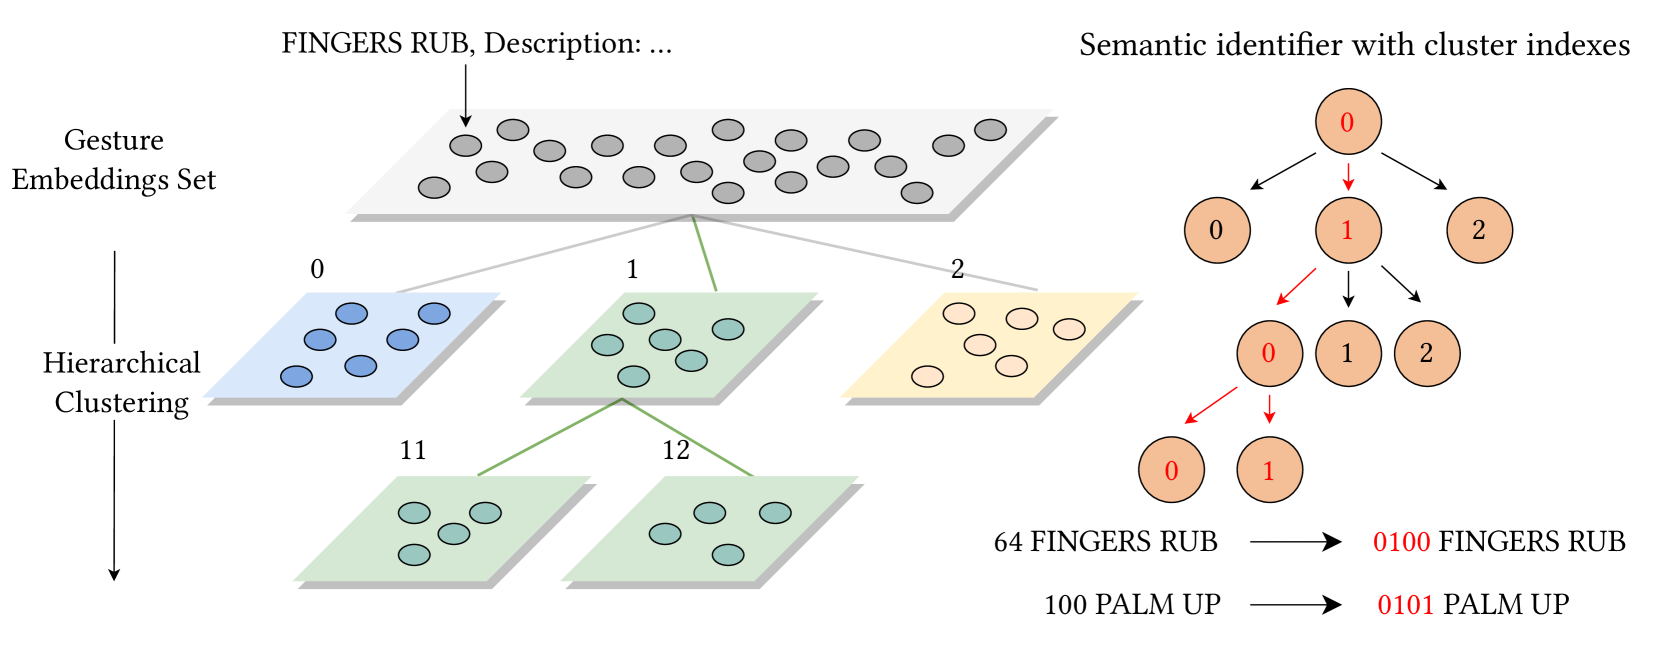 FINGERS RUB, Description: ...
Semantic identifier with cluster indexes
Gesture
Embeddings Set
0
1
2
Hierarchical
Clustering
11
12
0
0
1
2
0
1
2
0
1
64 FINGERS RUB
0100 FINGERS RUB
100 PALM UP
0101 PALM UP